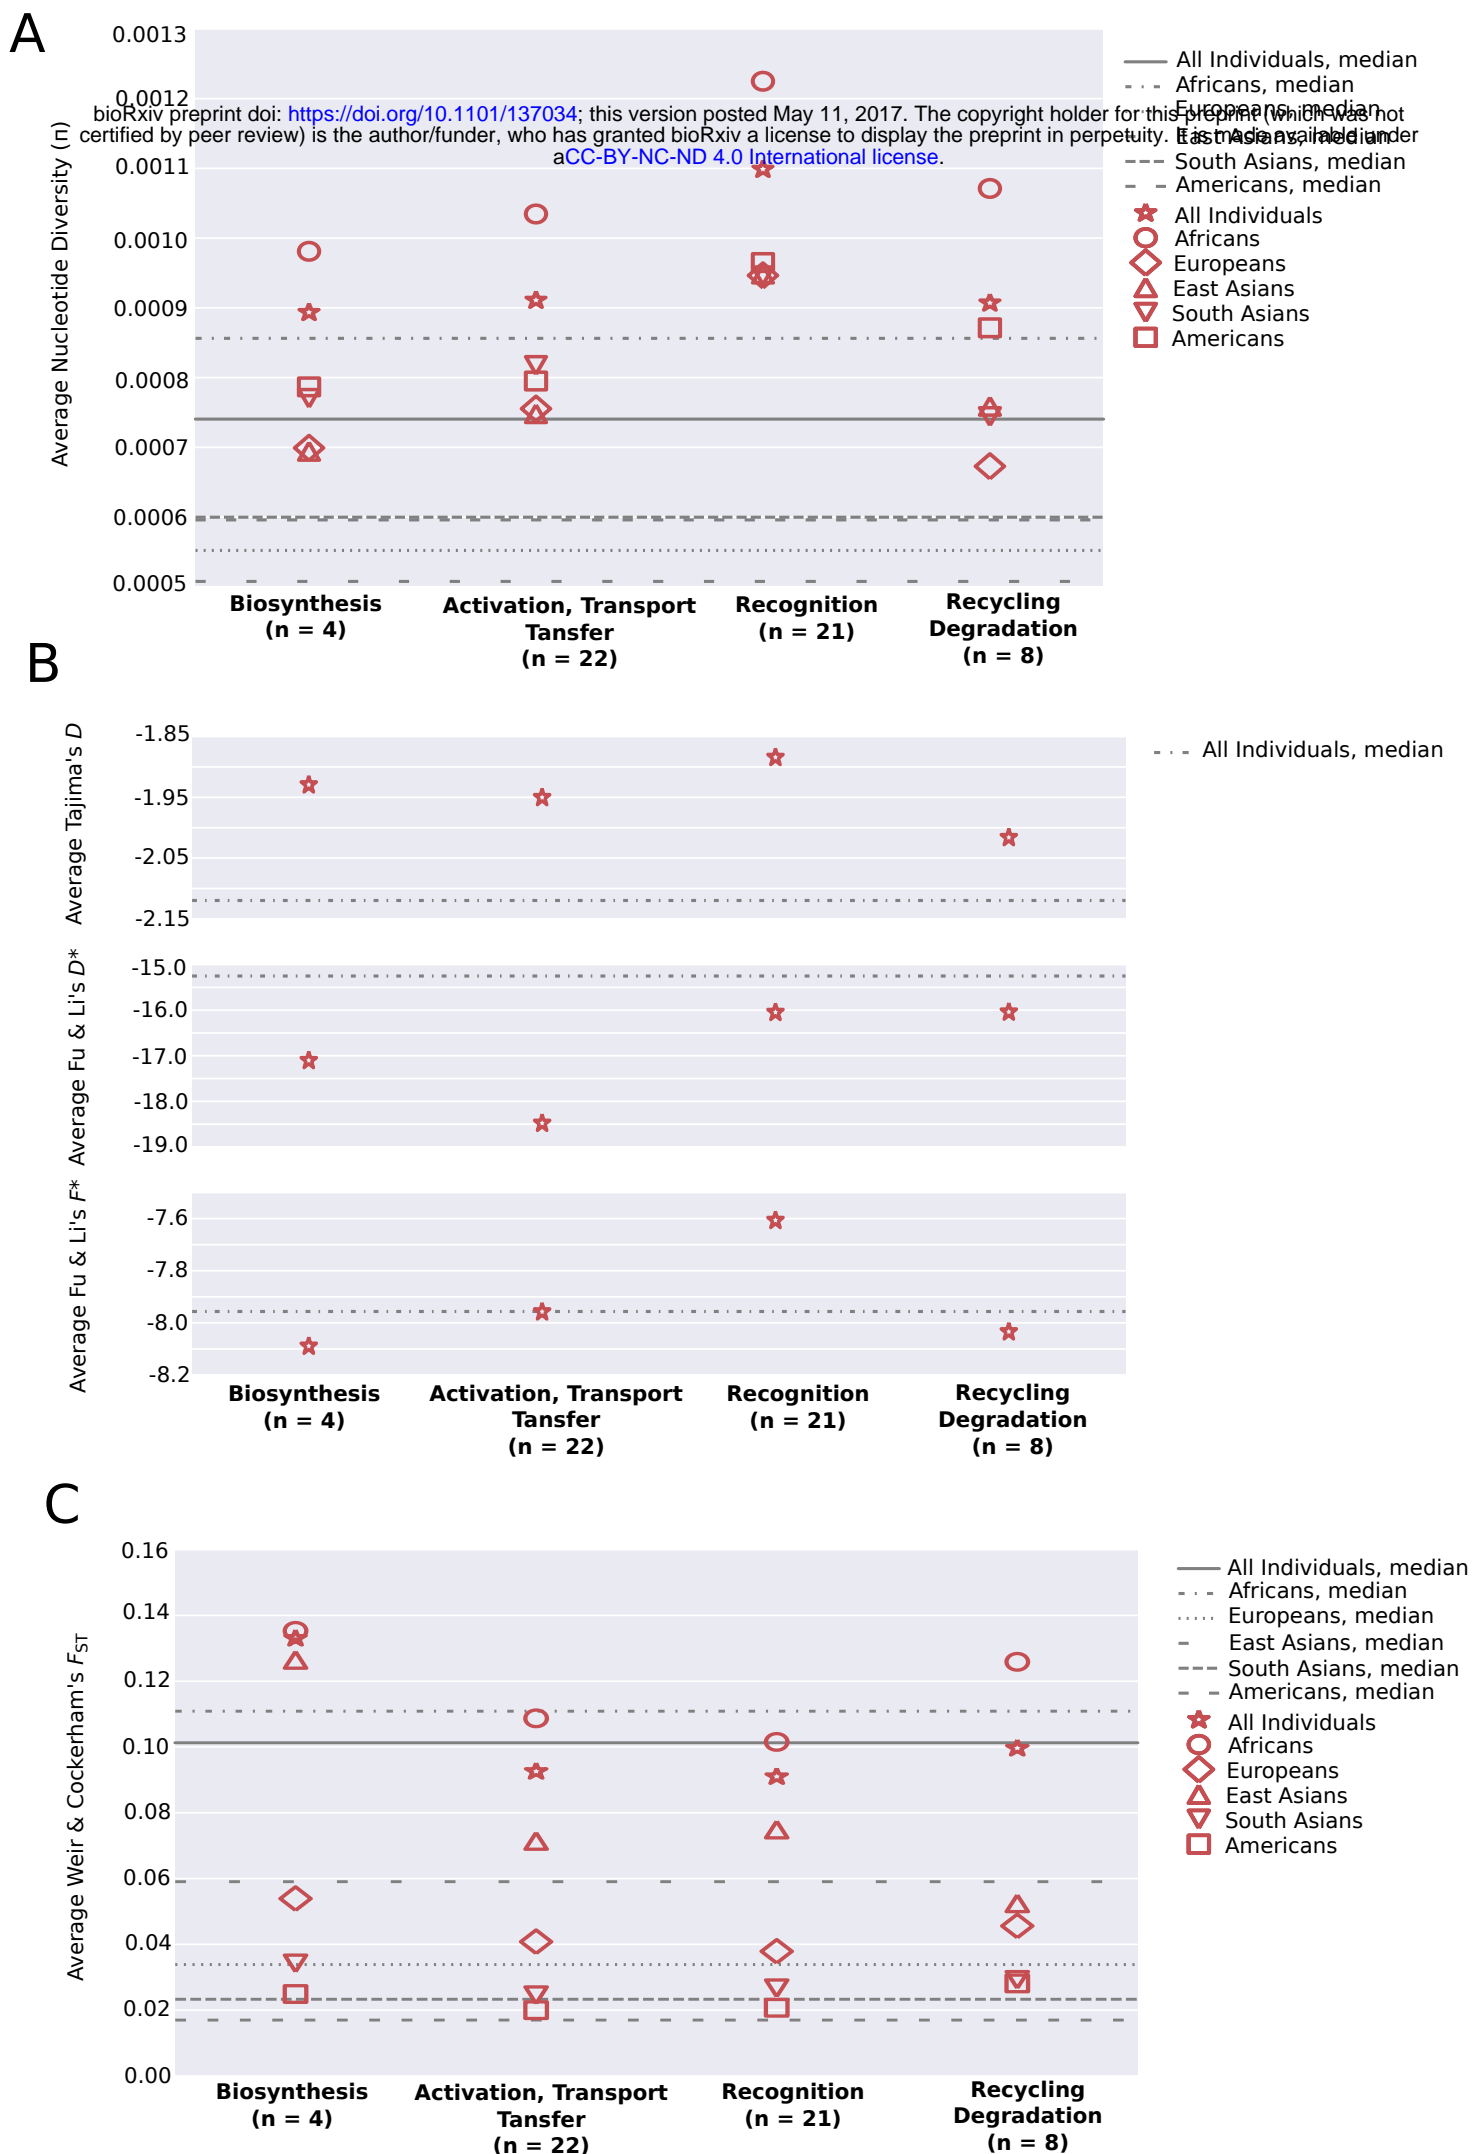 A
0.0013
0.0012
0.0011
0.0010
0.0009
0.0008
0.0007
0.0006
0.0005
Average Nucleotide Diversity (π)
bioRxiv preprint doi: https://doi.org/10.1101/137034; this version posted May 11, 2017. The copyright holder for this preprint (which was not
certified by peer review) is the author/funder, who has granted bioRxiv a license to display the preprint in perpetuity. It is made available under
aCC-BY-NC-ND 4.0 International license.
All Individuals, median
Africans, median
Europeans, median
East Asians, median
South Asians, median
Americans, median
All Individuals
Africans
Europeans
East Asians
South Asians
Americans
Biosynthesis
(n = 4)
Activation, Transport
Tansfer
(n = 22)
Recognition
(n = 21)
Recycling
Degradation
(n = 8)
B
Average Tajima's D
-1.85
-1.95
-2.05
-2.15
All Individuals, median
Average Fu & Li's D*
-15.0
-16.0
-17.0
-18.0
-19.0
Average Fu & Li's F*
-7.6
-7.8
-8.0
-8.2
Biosynthesis
(n = 4)
Activation, Transport
Tansfer
(n = 22)
Recognition
(n = 21)
Recycling
Degradation
(n = 8)
C
Average Weir & Cockerham's FST
0.16
0.14
0.12
0.10
0.08
0.06
0.04
0.02
0.00
All Individuals, median
Africans, median
Europeans, median
East Asians, median
South Asians, median
Americans, median
All Individuals
Africans
Europeans
East Asians
South Asians
Americans
Biosynthesis
(n = 4)
Activation, Transport
Tansfer
(n = 22)
Recognition
(n = 21)
Recycling
Degradation
(n = 8)